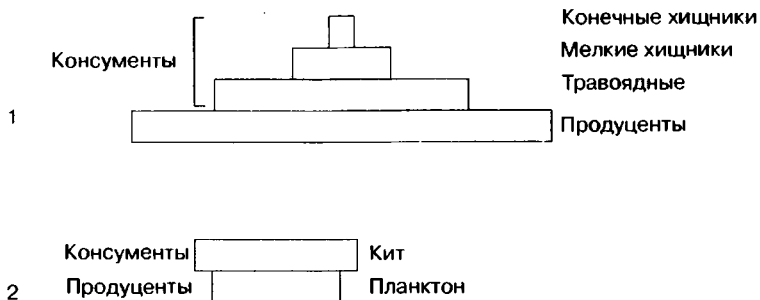 Конечные хищники
Консументы Мелкие хищники
Травоядные
1 Продуценты
Консументы Кит
2 Продуценты Планктон